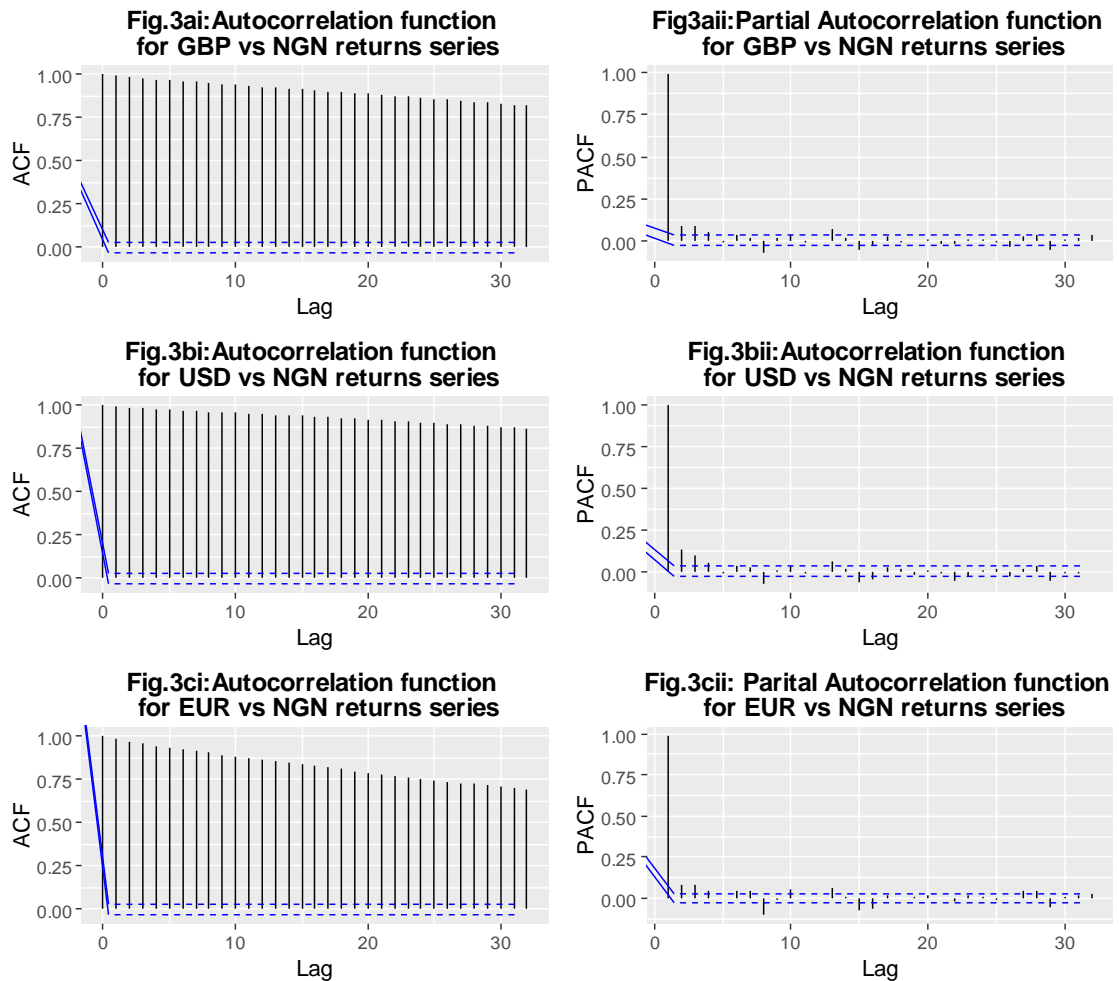 Fig.3ai:Autocorrelation function
for GBP vs NGN returns series
1.00
0.75
0.50
0.25
0.00
ACF
0 10 20 30
Lag
Fig3aii:Partial Autocorrelation function
for GBP vs NGN returns series
1.00
0.75
0.50
0.25
0.00
PACF
0 10 20 30
Lag
Fig.3bi:Autocorrelation function
for USD vs NGN returns series
1.00
0.75
0.50
0.25
0.00
ACF
0 10 20 30
Lag
Fig.3bii:Autocorrelation function
for USD vs NGN returns series
1.00
0.75
0.50
0.25
0.00
PACF
0 10 20 30
Lag
Fig.3ci:Autocorrelation function
for EUR vs NGN returns series
1.00
0.75
0.50
0.25
0.00
ACF
0 10 20 30
Lag
Fig.3cii: Parital Autocorrelation function
for EUR vs NGN returns series
1.00
0.75
0.50
0.25
0.00
PACF
0 10 20 30
Lag